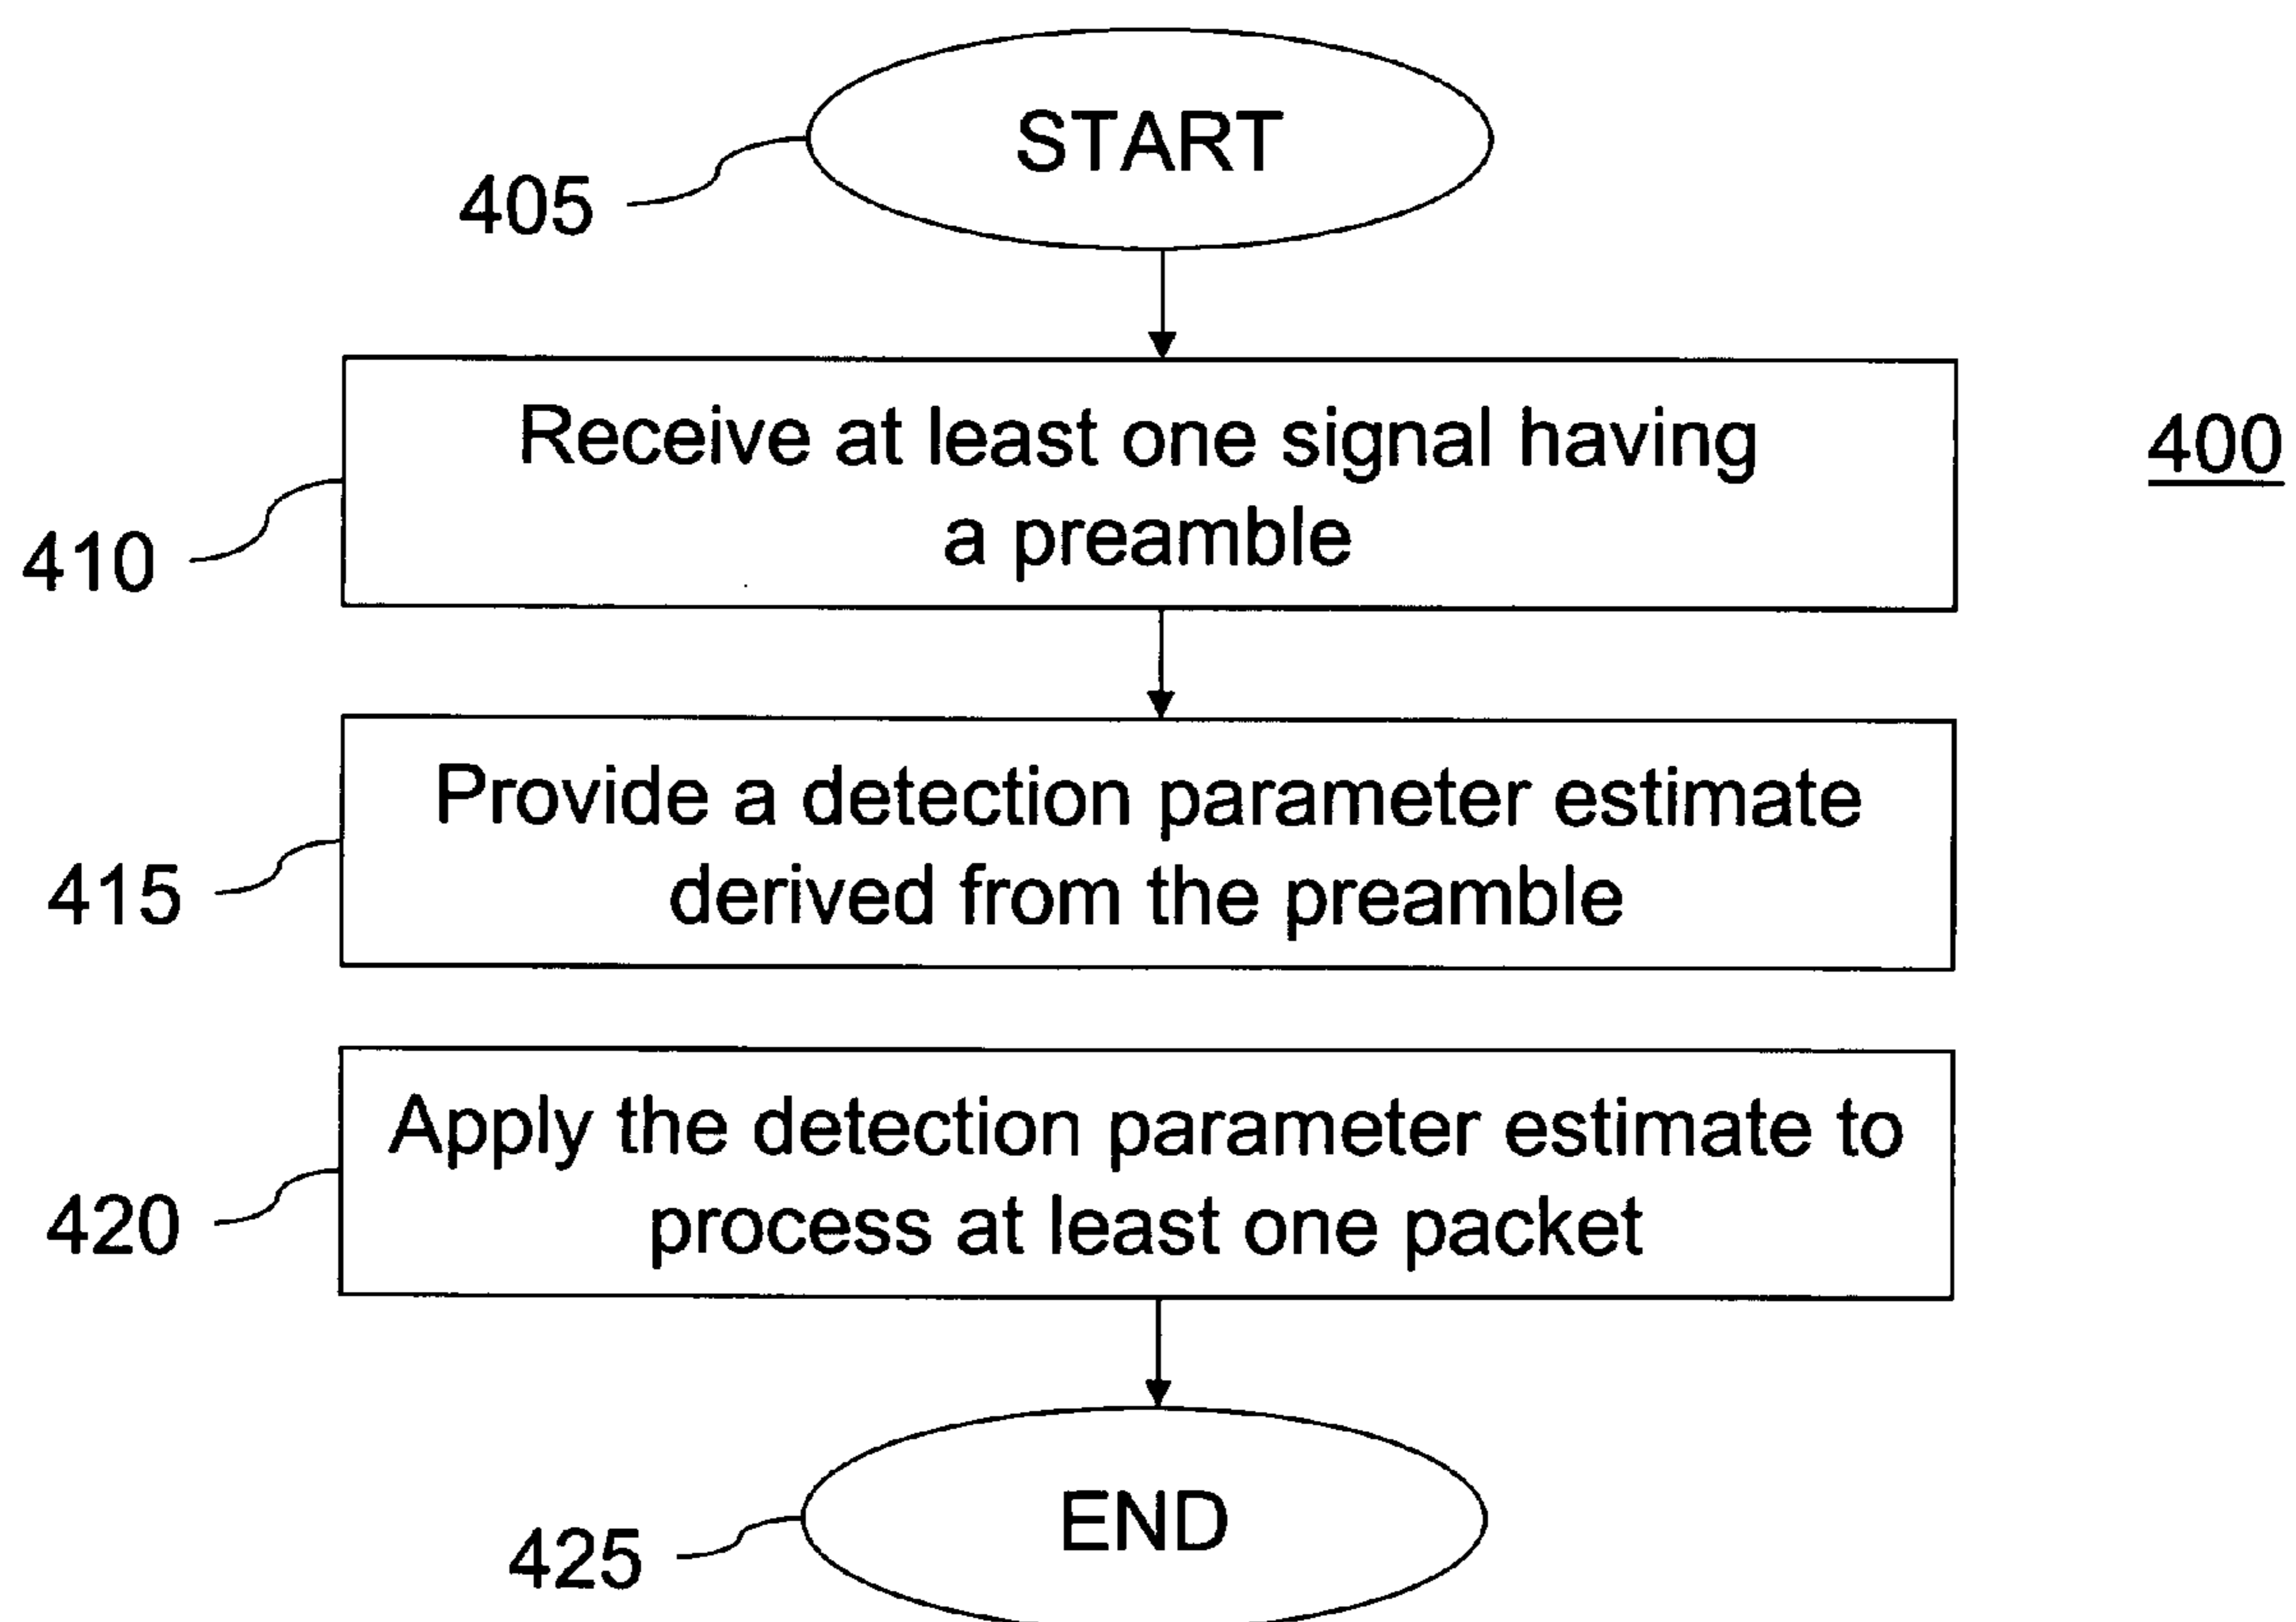 START
405
Receive at least one signal having
a preamble
400
410
Provide a detection parameter estimate
derived from the preamble
415
Apply the detection parameter estimate to
process at least one packet
420
END
425